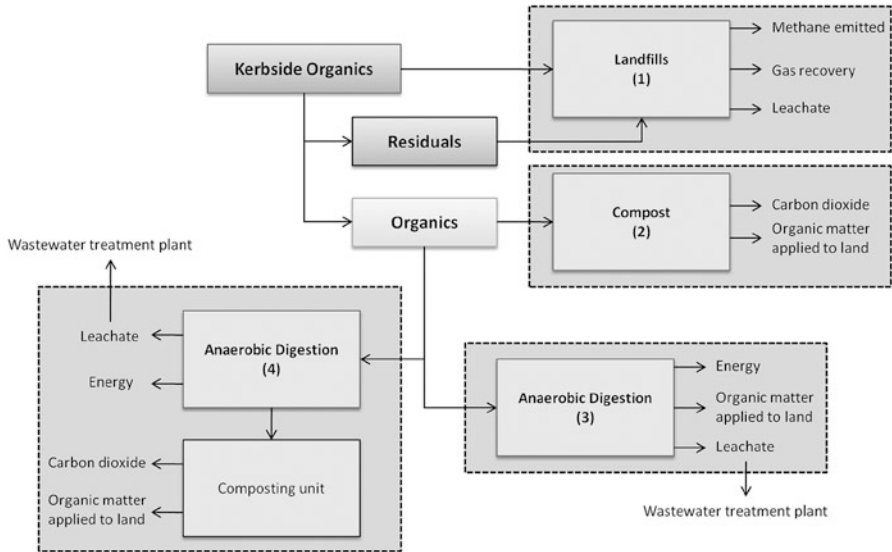 Kerbside Organics
Landfills
(1)
Methane emitted
Gas recovery
Leachate
Residuals
Organics
Compost
(2)
Carbon dioxide
Organic matter
applied to land
Wastewater treatment plant
Leachate
Energy
Anaerobic Digestion
(4)
Carbon dioxide
Organic matter
applied to land
Composting unit
Anaerobic Digestion
(3)
Energy
Organic matter
applied to land
Leachate
Wastewater treatment plant